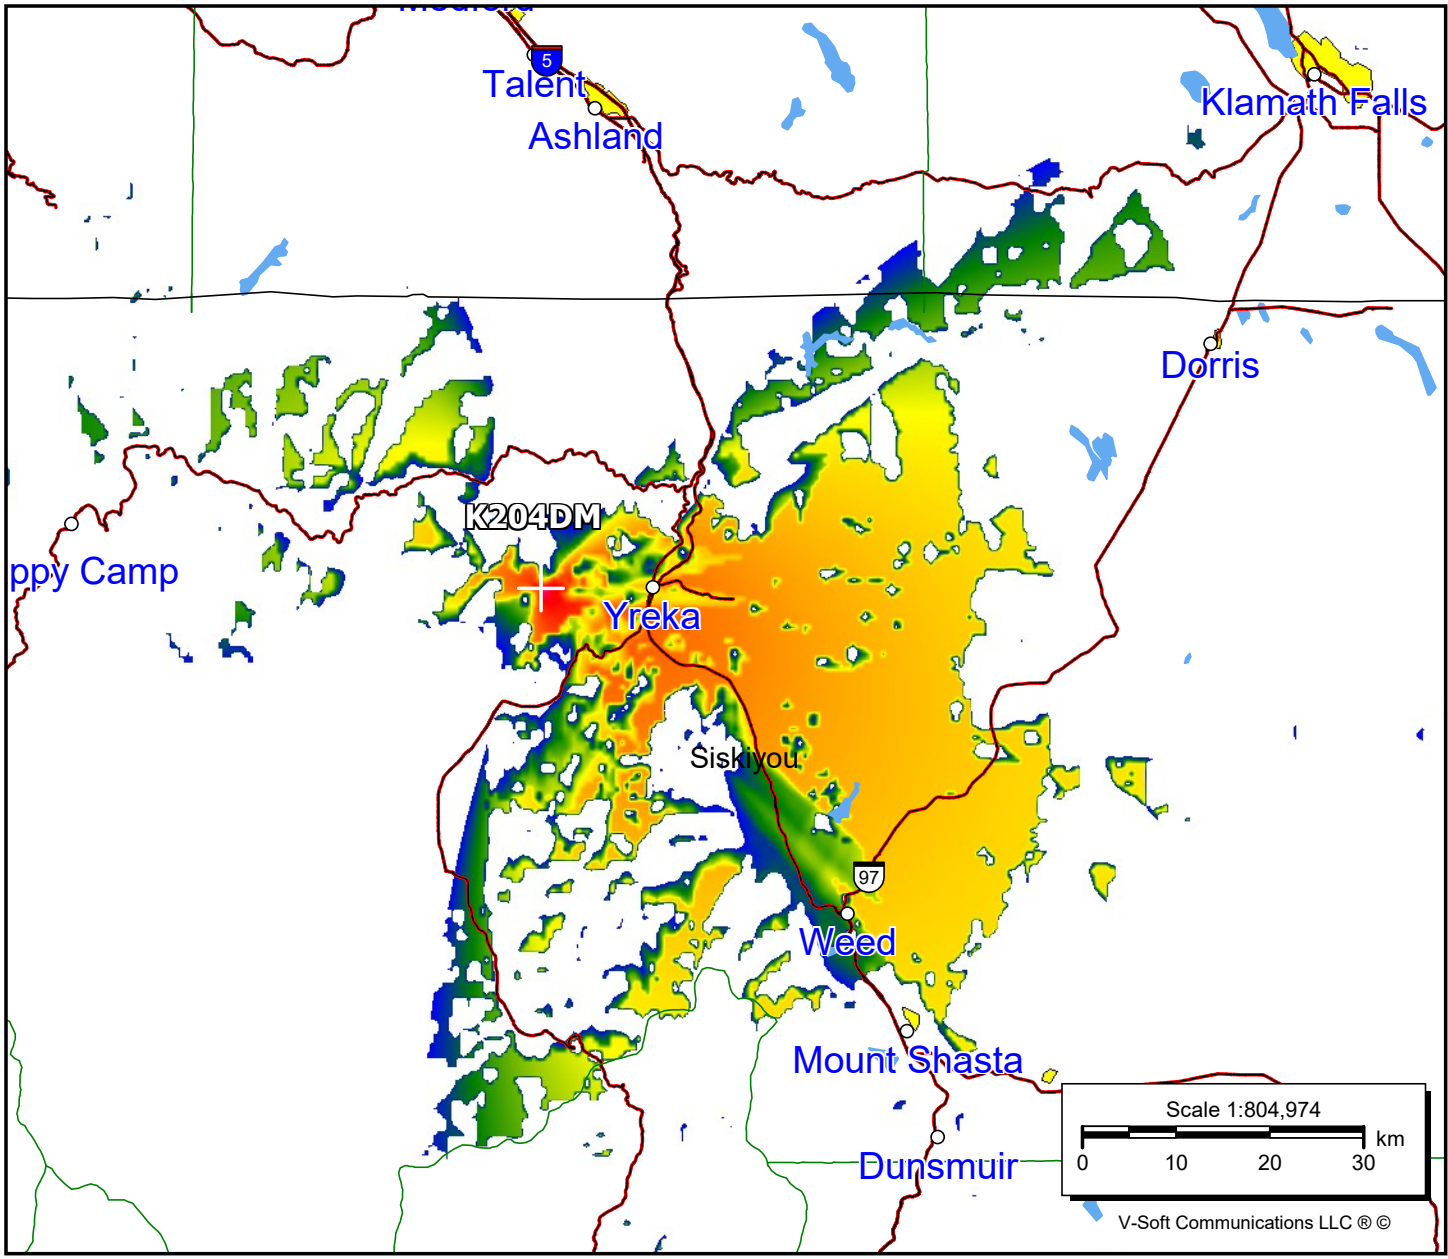 Medford
5
Talent
Ashland
Klamath Falls
Dorris
K204DM
ppy Camp
Yreka
Siskiyou
97
Weed
Mount Shasta
Dunsmuir
Scale 1:804,974
km
0 10 20 30
V-Soft Communications LLC ® ©